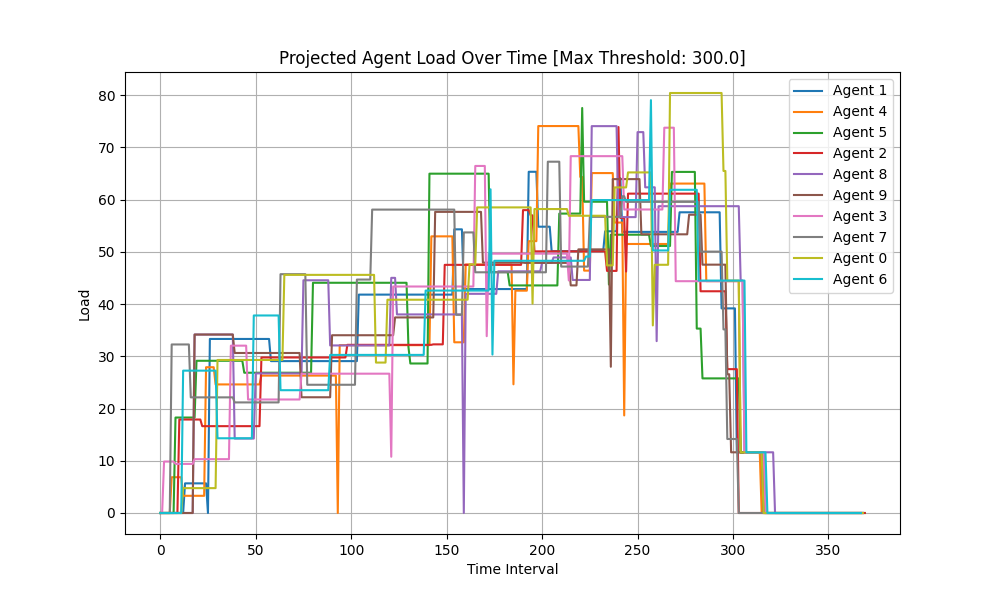 Projected Agent Load Over Time [Max Threshold: 300.0]
Load
80
70
60
50
40
30
20
10
0
0 50 100 150 200 250 300 350
Time Interval
Agent 1
Agent 4
Agent 5
Agent 2
Agent 8
Agent 9
Agent 3
Agent 7
Agent 0
Agent 6